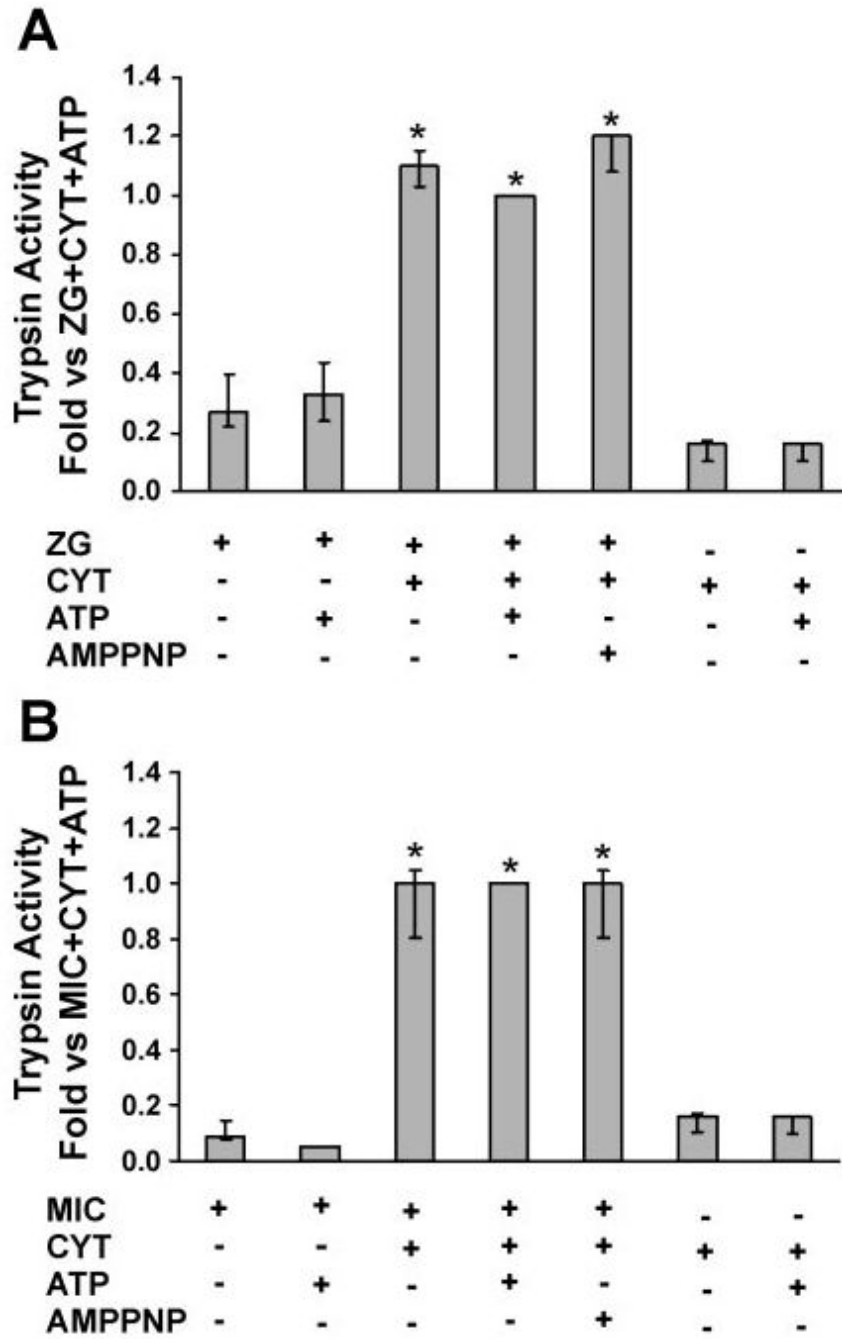 A
Trypsin Activity
Fold vs ZG+CYT+ATP
1.4
1.2
1.0
0.8
0.6
0.4
0.2
0.0
* * *
ZG + + + + + - -
CYT - - + + + + +
ATP - + - + - - +
AMPPNP - - - - + - -
B
Trypsin Activity
Fold vs MIC+CYT+ATP
1.4
1.2
1.0
0.8
0.6
0.4
0.2
0.0
* * *
MIC + + + + + - -
CYT - - + + + + +
ATP - + - + - - +
AMPPNP - - - - + - -